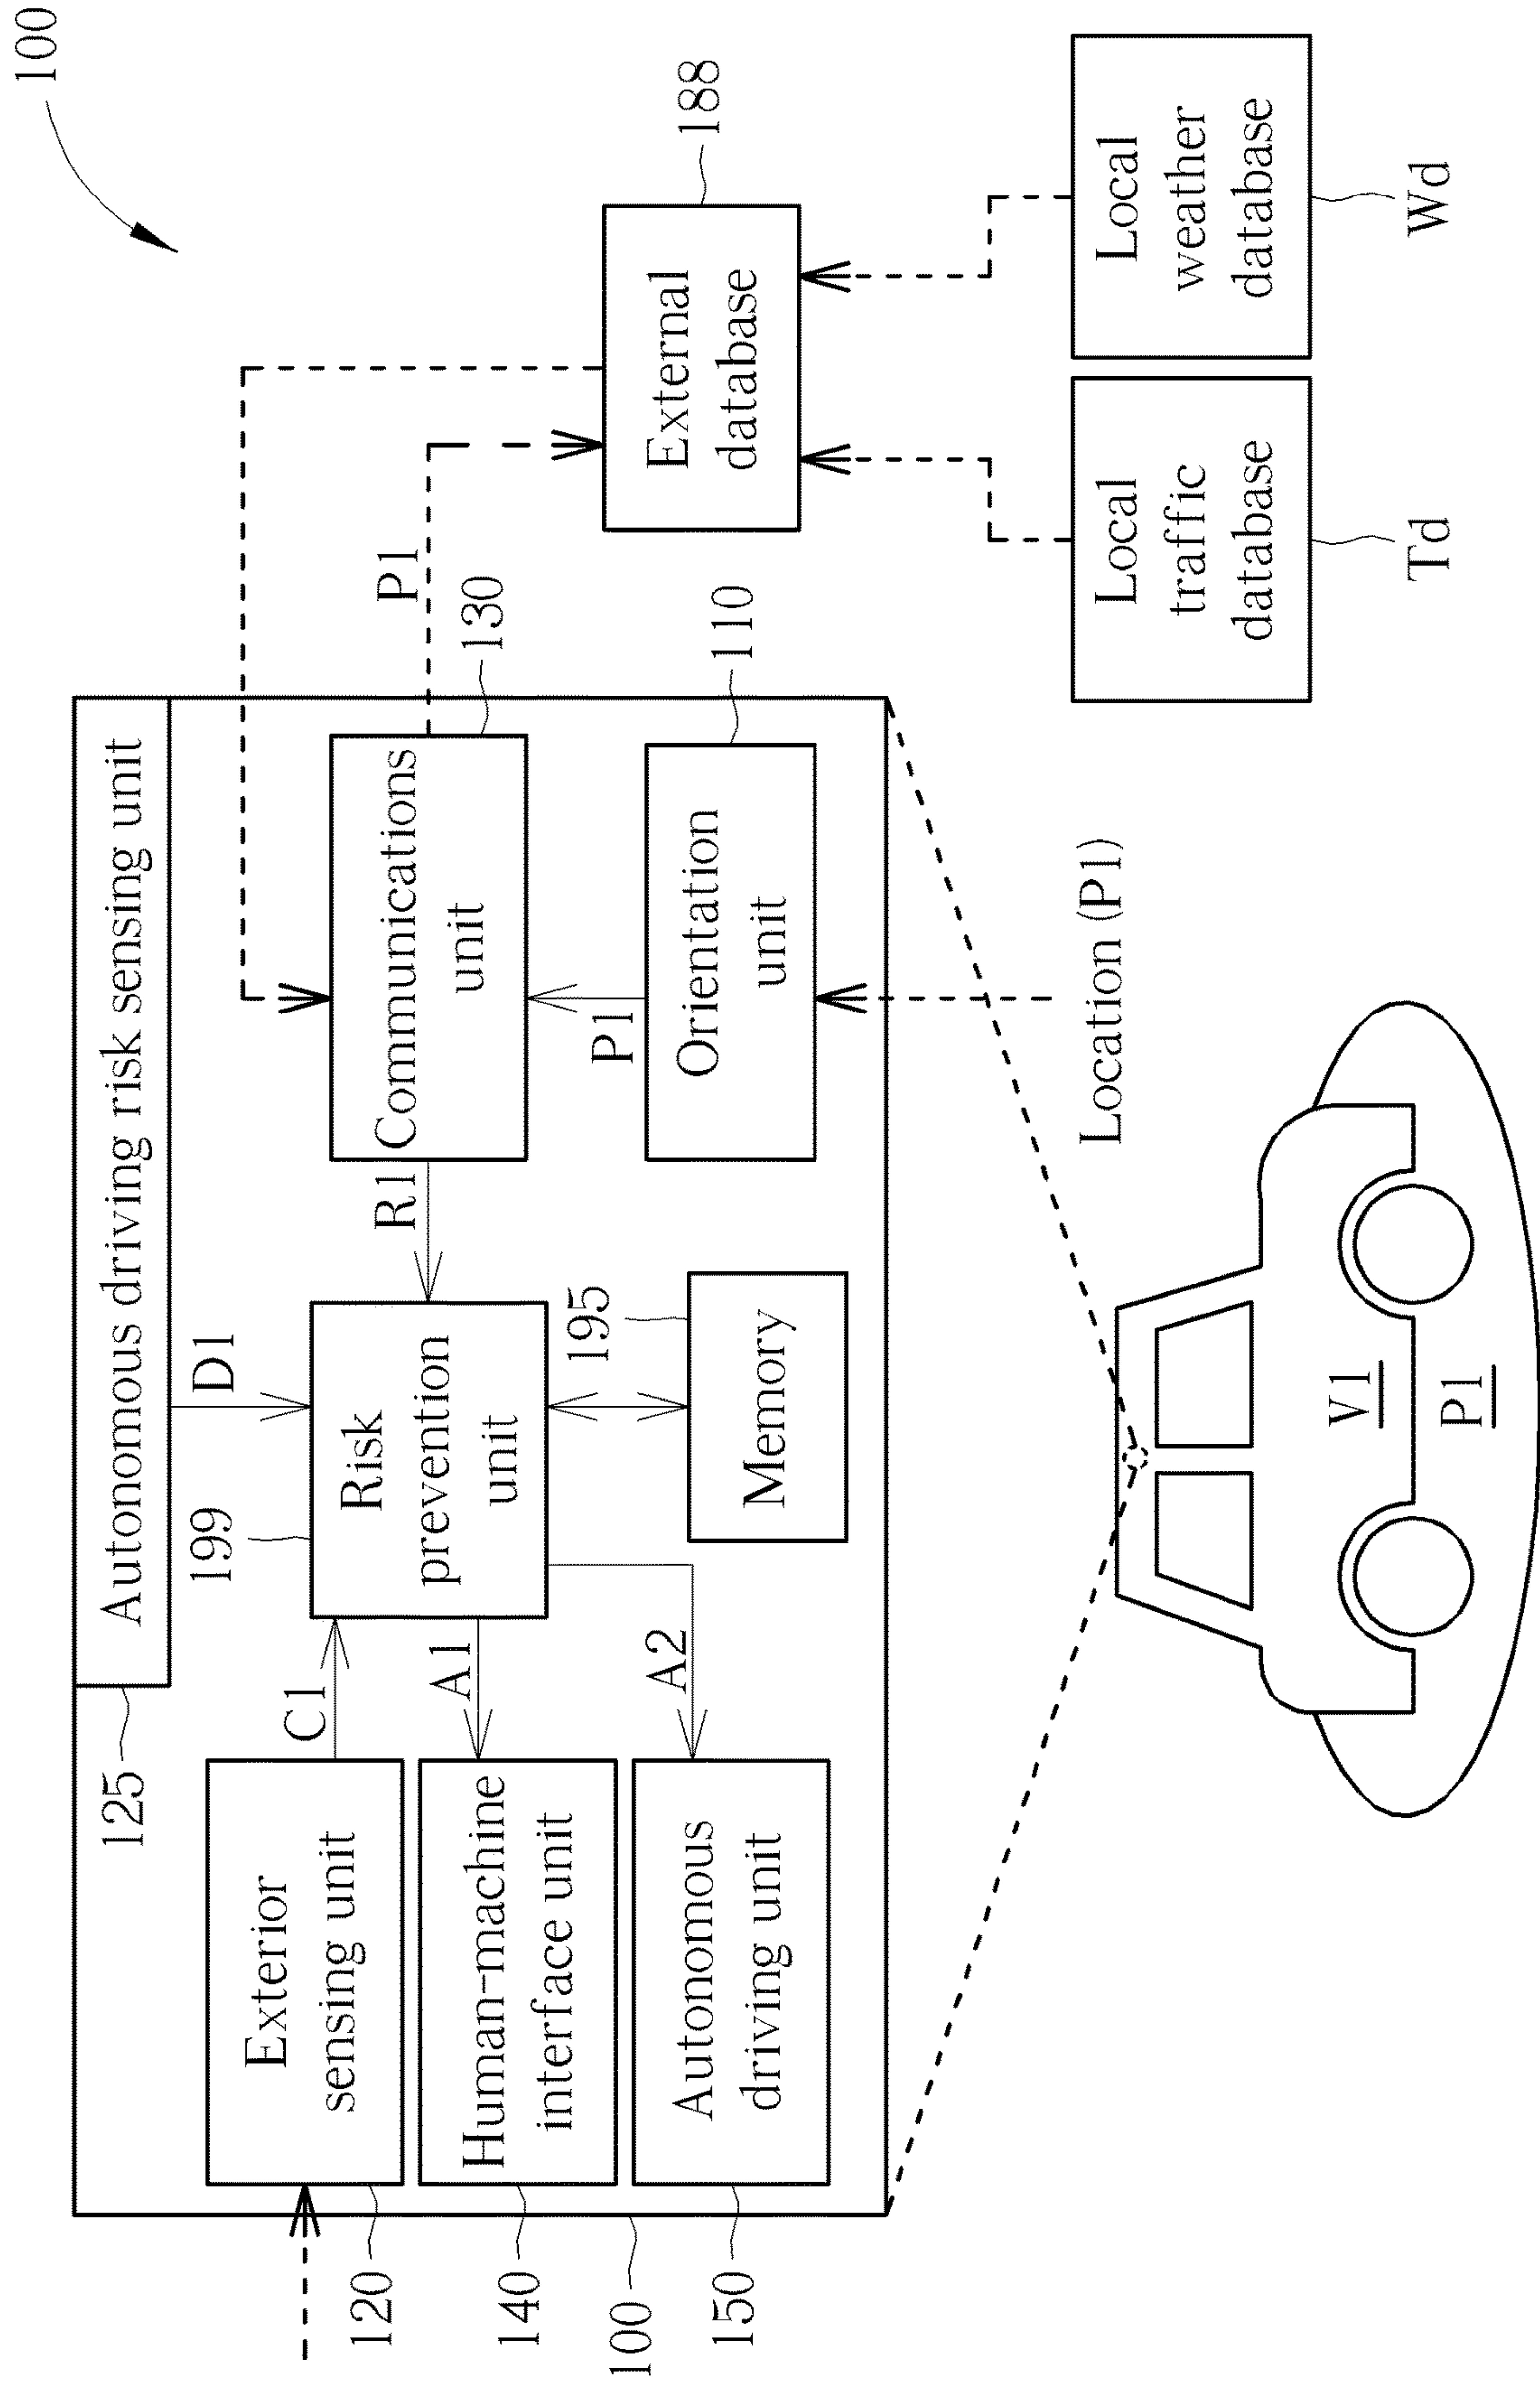 100
Autonomous driving risk sensing unit
125
D1
199
C1
Exterior
sensing unit
120
Risk
prevention
unit
R1
Communications
unit
130
P1
A1
Human-machine
interface unit
140
A2
Autonomous
driving unit
150
195
Memory
P1
Orientation
unit
110
100
External
database
188
Local
traffic
database
Td
Local
weather
database
Wd
Location (P1)
V1
P1